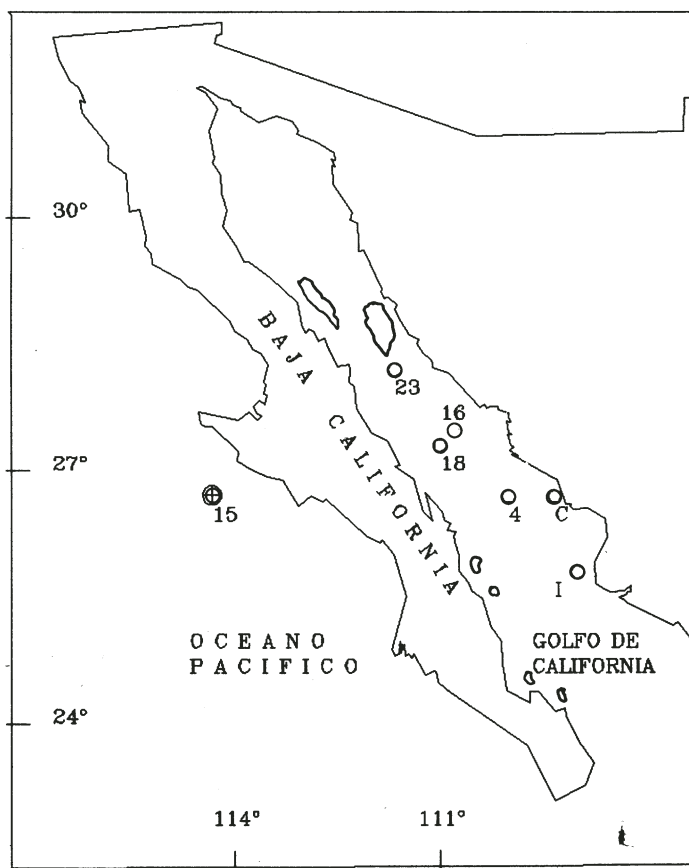 30°
BAJA CALIFORNIA
23
16
18
27°
15
4
C
I
OCEANO
PACIFICO
GOLFO DE
CALIFORNIA
24°
114°
111°